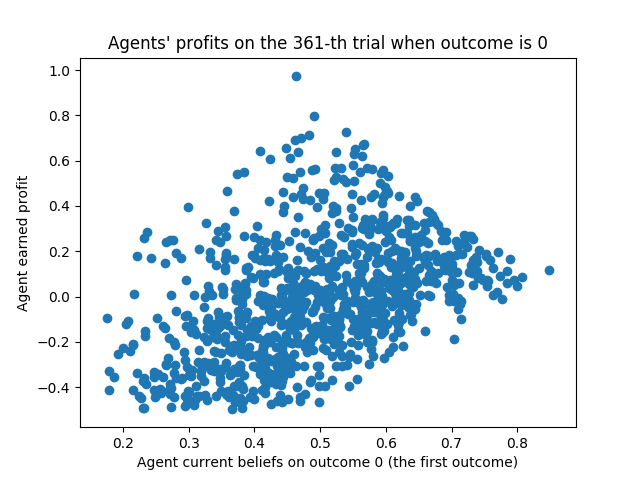 Agents' profits on the 361-th trial when outcome is 0
1.0
0.8
0.6
0.4
0.2
0.0
−0.2
−0.4
Agent earned profit
0.2 0.3 0.4 0.5 0.6 0.7 0.8
Agent current beliefs on outcome 0 (the first outcome)